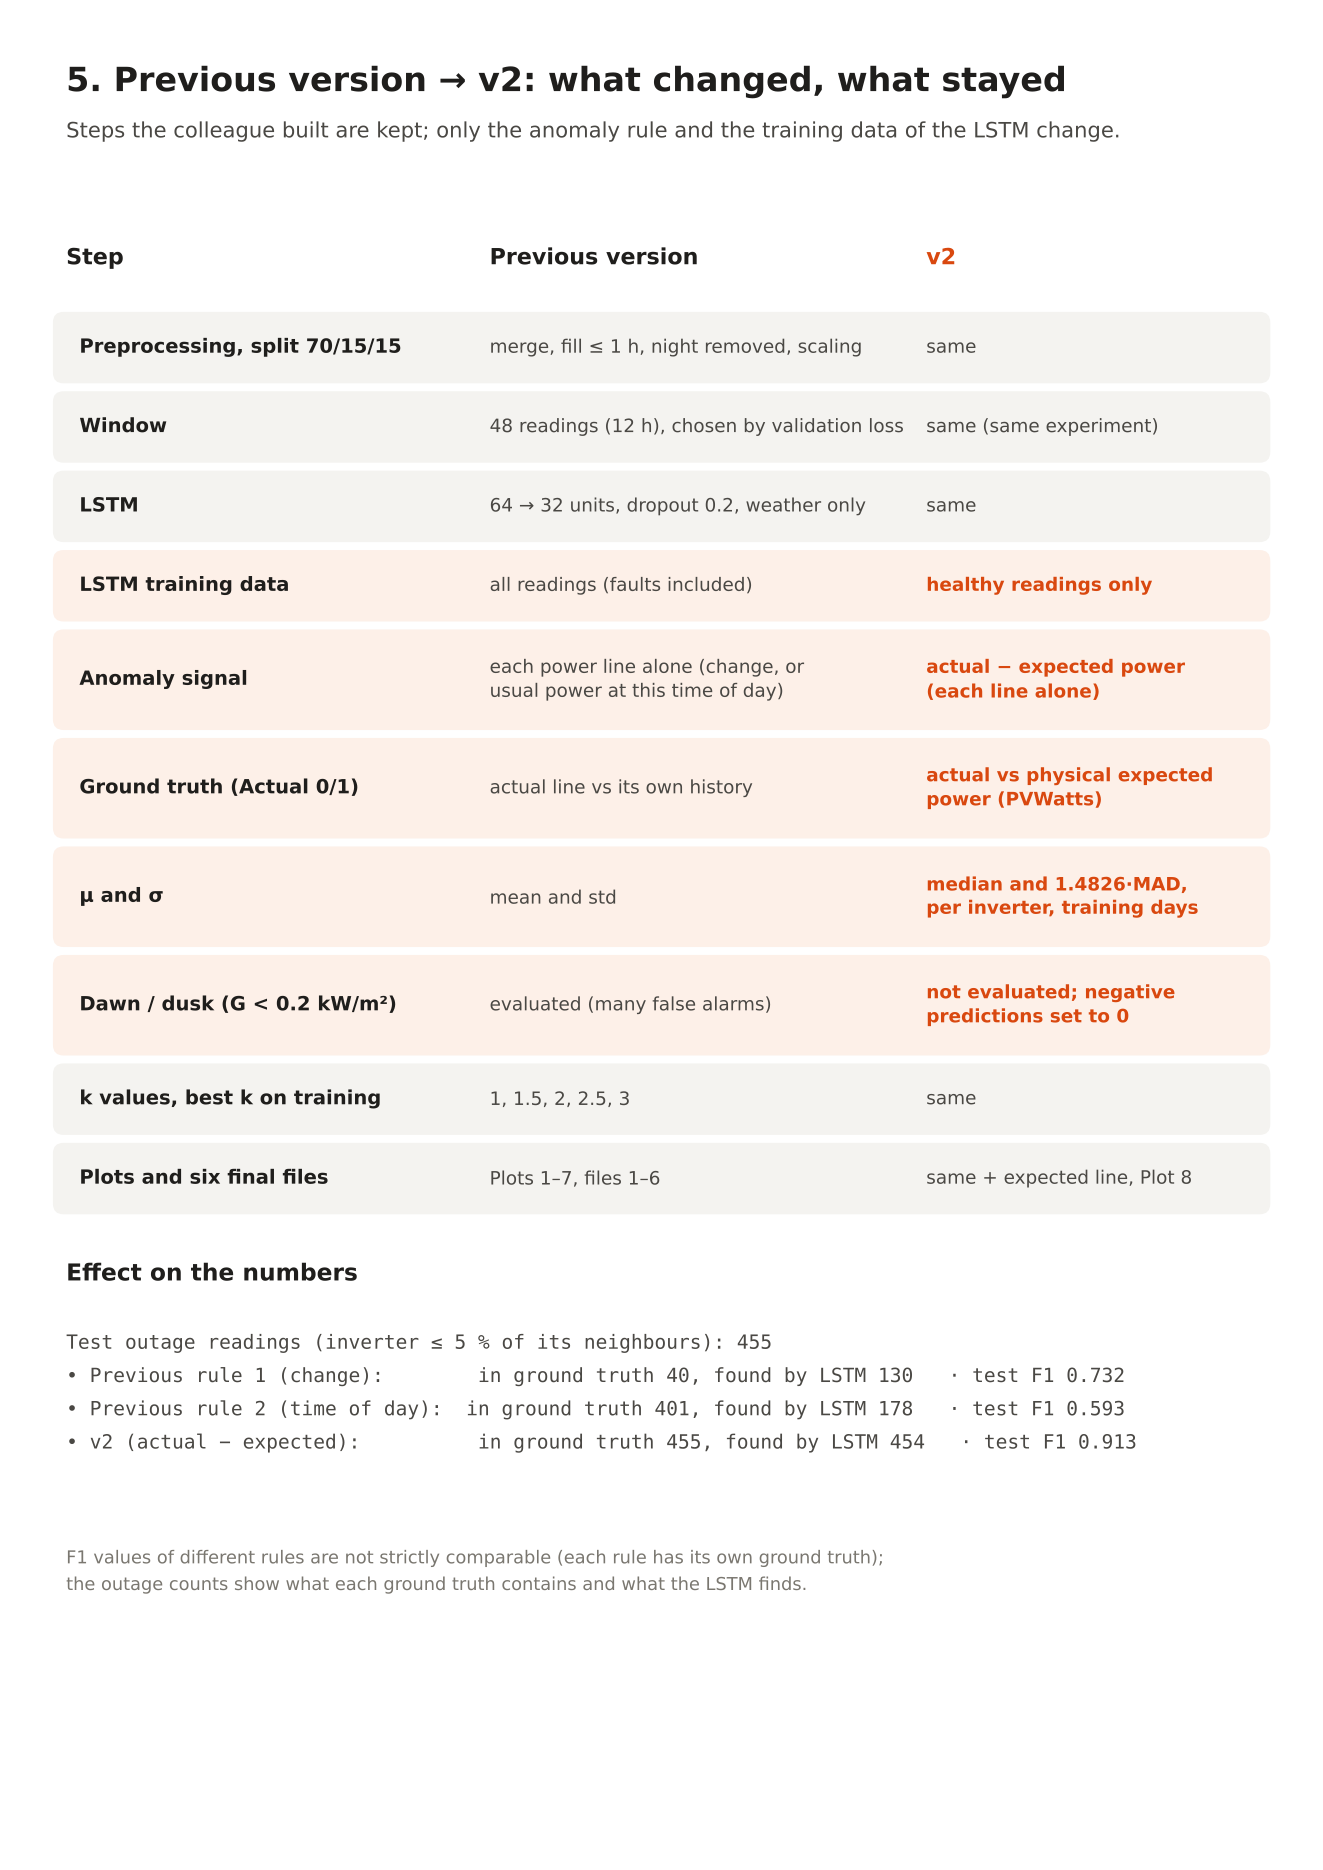 5. Previous version → v2: what changed, what stayed
Steps the colleague built are kept; only the anomaly rule and the training data of the LSTM change.
Step Previous version v2
Preprocessing, split 70/15/15 merge, fill ≤ 1 h, night removed, scaling same
Window 48 readings (12 h), chosen by validation loss same (same experiment)
LSTM 64 → 32 units, dropout 0.2, weather only same
LSTM training data all readings (faults included) healthy readings only
Anomaly signal each power line alone (change, or usual power at this time of day) actual − expected power (each line alone)
Ground truth (Actual 0/1) actual line vs its own history actual vs physical expected power (PVWatts)
μ and σ mean and std median and 1.4826·MAD, per inverter, training days
Dawn / dusk (G < 0.2 kW/m²) evaluated (many false alarms) not evaluated; negative predictions set to 0
k values, best k on training 1, 1.5, 2, 2.5, 3 same
Plots and six final files Plots 1–7, files 1–6 same + expected line, Plot 8
Effect on the numbers
Test outage readings (inverter ≤ 5 % of its neighbours): 455
• Previous rule 1 (change): in ground truth 40, found by LSTM 130 · test F1 0.732
• Previous rule 2 (time of day): in ground truth 401, found by LSTM 178 · test F1 0.593
• v2 (actual − expected): in ground truth 455, found by LSTM 454 · test F1 0.913
F1 values of different rules are not strictly comparable (each rule has its own ground truth);
the outage counts show what each ground truth contains and what the LSTM finds.